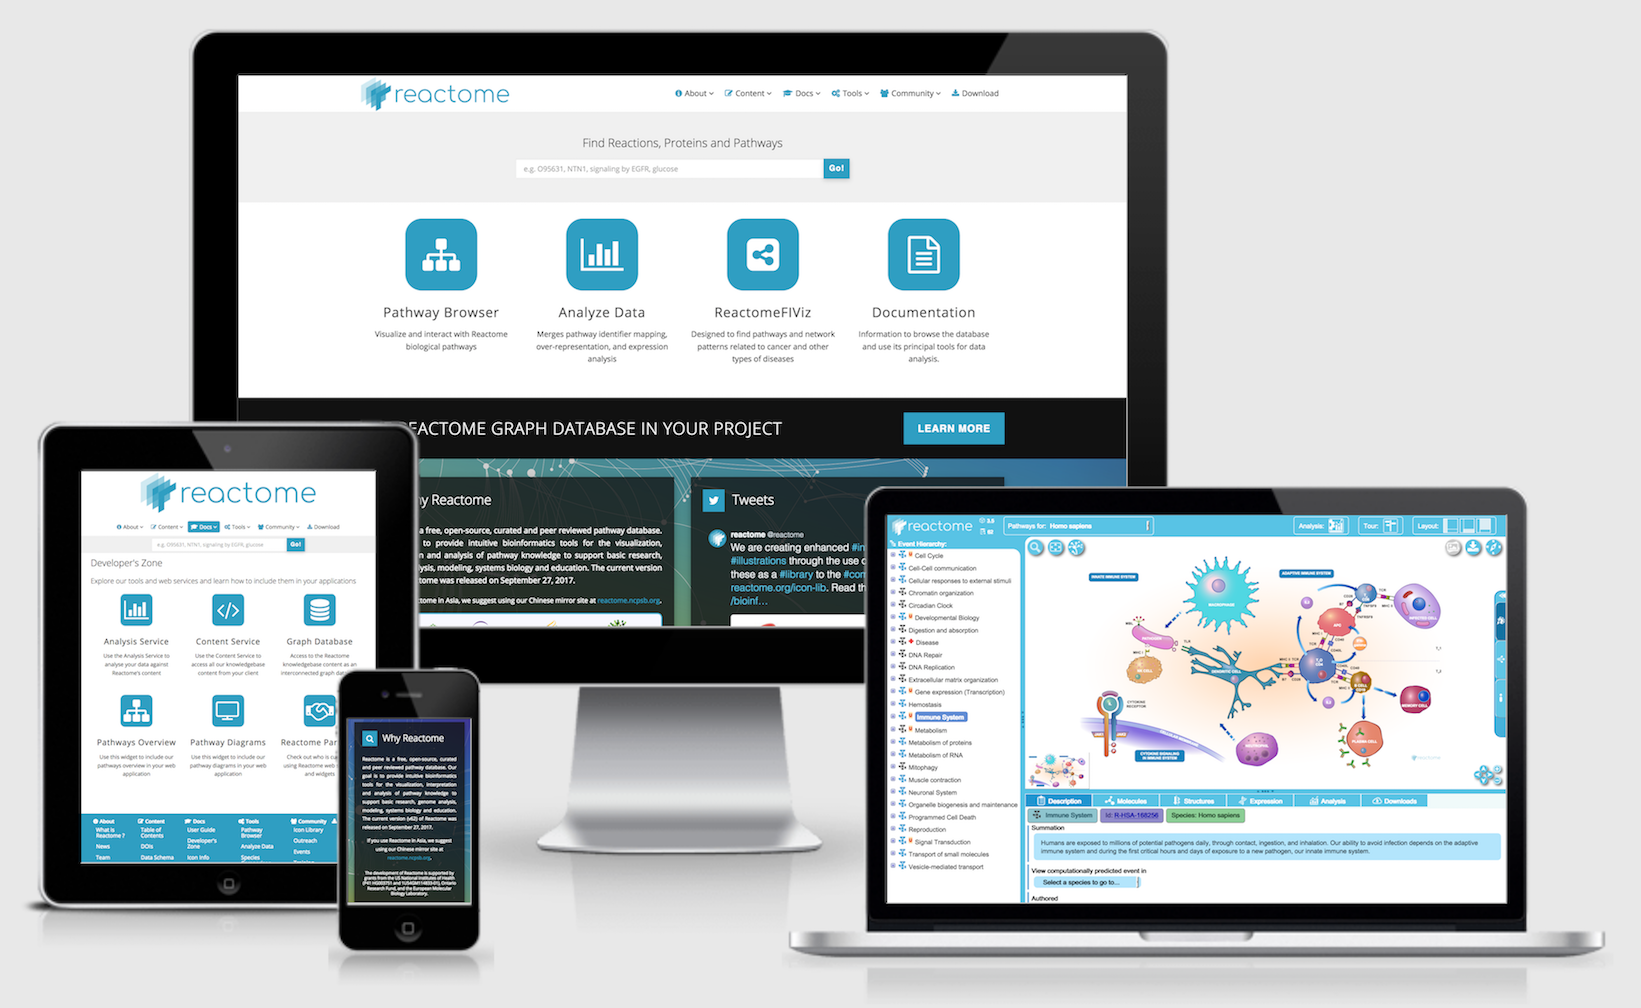 reactome
About
Content
Docs
Tools
Community
Download
Find Reactions, Proteins and Pathways
e.g. O95631, NTN1, signaling by EGFR, glucose
Go!
Pathway Browser
Visualize and interact with Reactome
biological pathways
Analyze Data
Merges pathway identifier mapping,
over-representation, and expression
analysis
ReactomeFIViz
Designed to find pathways and network
patterns related to cancer and other
types of diseases
Documentation
Information to browse the database
and use its principal tools for data
analysis.
EACTOME GRAPH DATABASE IN YOUR PROJECT
LEARN MORE
y Reactome
a free, open-source, curated and peer reviewed pathway database.
to provide intuitive bioinformatics tools for the visualization,
n and analysis of pathway knowledge to support basic research,
lysis, modeling, systems biology and education. The current version
tome was released on September 27, 2017.
ctome in Asia, we suggest using our Chinese mirror site at reactome.ncpsb.org.
Tweets
reactome @reactome
We are creating enhanced #in
#illustrations through the use o
these as a #library to the #con
reactome.org/icon-lib. Read th
/bioinf…
reactome
About
Content
Docs
Tools
Community
Download
e.g. O95631, NTN1, signaling by EGFR, glucose
Go!
Developer's Zone
Explore our tools and web services and learn how to include them in your applications
Analysis Service
Use the Analysis Service to
analyse your data against
Reactome's content
Content Service
Use the Content Service to
access all our knowledgebase
content from your client
Graph Database
Access to the Reactome
knowledgebase content as an
interconnected graph datab
Pathways Overview
Use this widget to include our
pathways overview in your web
application
Pathway Diagrams
Use this widget to include our
pathway diagrams in your web
application
Reactome Par
Check out who is cu
using Reactome web s
and widgets
About
What is
Reactome ?
News
Team
Content
Table of
Contents
DOIs
Data Schema
Docs
User Guide
Developer's
Zone
Icon Info
Tools
Pathway
Browser
Analyze Data
Species
Community
Icon Library
Outreach
Events
Why Reactome
Reactome is a free, open-source, curated
and peer reviewed pathway database. Our
goal is to provide intuitive bioinformatics
tools for the visualization, interpretation
and analysis of pathway knowledge to
support basic research, genome analysis,
modeling, systems biology and education.
The current version (v62) of Reactome was
released on September 27, 2017.
If you use Reactome in Asia, we suggest
using our Chinese mirror site at
reactome.ncpsb.org.
The development of Reactome is supported by
grants from the US National Institutes of Health
Research Fund, and the European Molecular
Biology Laboratory.
reactome
Pathways for: Homo sapiens
Analysis:
Tour:
Layout:
Event Hierarchy:
Cell Cycle
Cell-Cell communication
Cellular responses to external stimuli
Chromatin organization
Circadian Clock
Developmental Biology
Digestion and absorption
Disease
DNA Repair
DNA Replication
Extracellular matrix organization
Gene expression (Transcription)
Hemostasis
Immune System
Metabolism
Metabolism of proteins
Metabolism of RNA
Mitophagy
Muscle contraction
Neuronal System
Organelle biogenesis and maintenance
Programmed Cell Death
Reproduction
Signal Transduction
Transport of small molecules
Vesicle-mediated transport
INNATE IMMUNE SYSTEM
ADAPTIVE IMMUNE SYSTEM
MACROPHAGE
INFECTED CELL
DENDRITIC CELL
MEMORY CELL
PLASMA CELL
CYTOKINE
RECEPTOR
CYTOKINE SIGNALING
IN IMMUNE SYSTEM
Description
Molecules
Structures
Expression
Analysis
Downloads
Immune System
Id: R-HSA-168256
Species: Homo sapiens
Summation
Humans are exposed to millions of potential pathogens daily, through contact, ingestion, and inhalation. Our ability to avoid infection depends on the adaptive
immune system and during the first critical hours and days of exposure to a new pathogen, our innate immune system.
View computationally predicted event in
Select a species to go to...
Authored